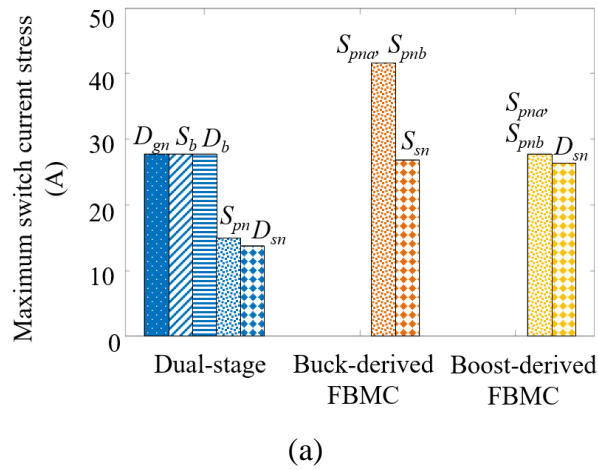 Maximum switch current stress
(A)
50
40
30
20
10
0
Dgn Sb Db
Spn Dsn
Spna, Spnb
Ssn
Spna,
Spnb Dsn
Dual-stage
Buck-derived
FBMC
Boost-derived
FBMC
(a)